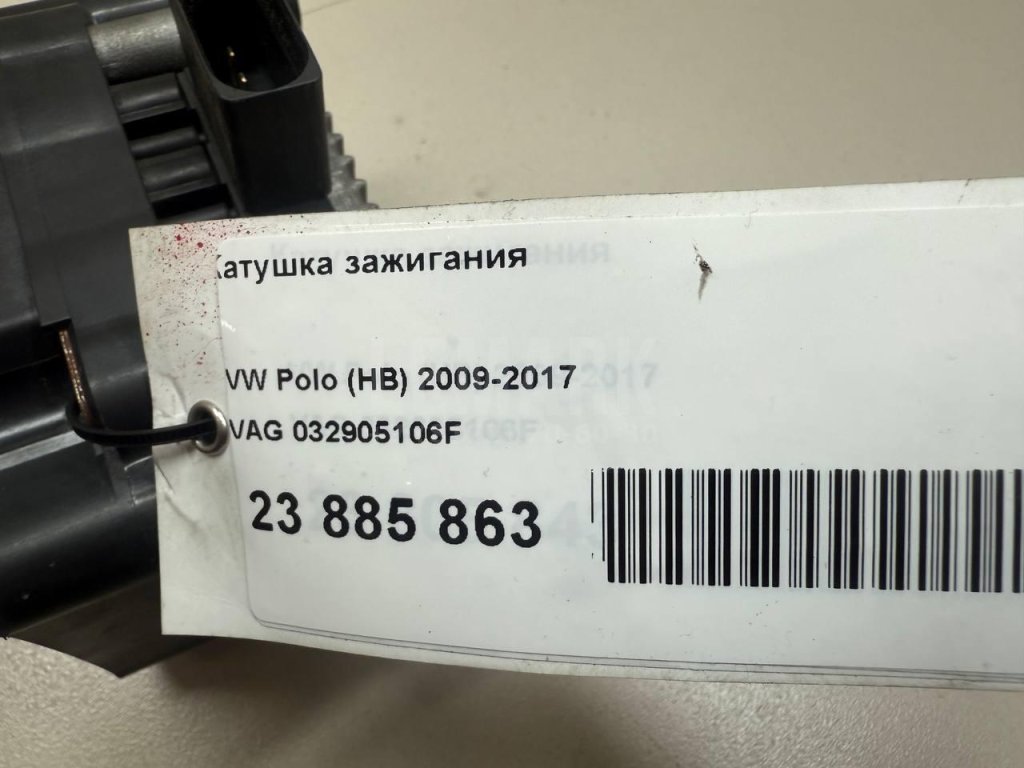 Катушка зажигания
VW Polo (HB) 2009-2017
VAG 032905106F
23 885 863